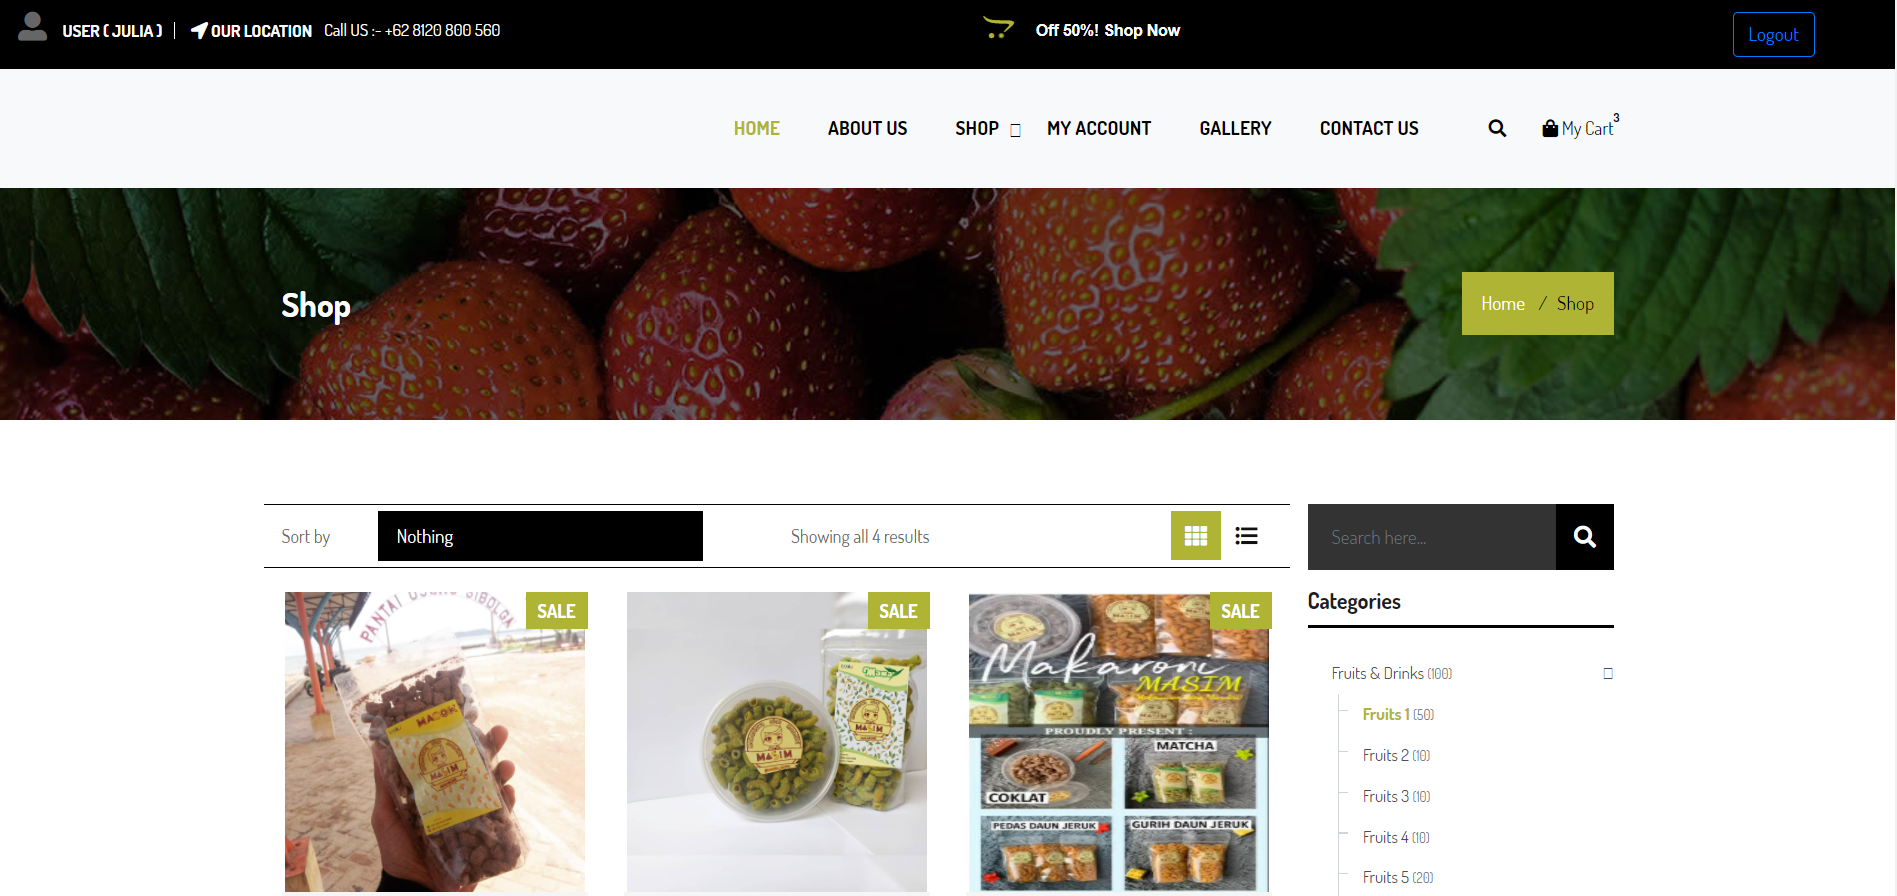 USER ( JULIA ) | OUR LOCATION Call US :- +62 8120 800 560
Off 50%! Shop Now
Logout
HOME ABOUT US SHOP MY ACCOUNT GALLERY CONTACT US My Cart 3
Shop
Home / Shop
Sort by Nothing Showing all 4 results
Search here...
Categories
PANTAI UJUNG SIBOLGA
SALE
MASIM
SALE
MASIM
SALE
Makaroni
MASIM
PROUDLY PRESENT :
COKLAT
MATCHA
PEDAS DAUN JERUK
GURIH DAUN JERUK
Fruits & Drinks (100)
Fruits 1 (50)
Fruits 2 (10)
Fruits 3 (10)
Fruits 4 (10)
Fruits 5 (20)